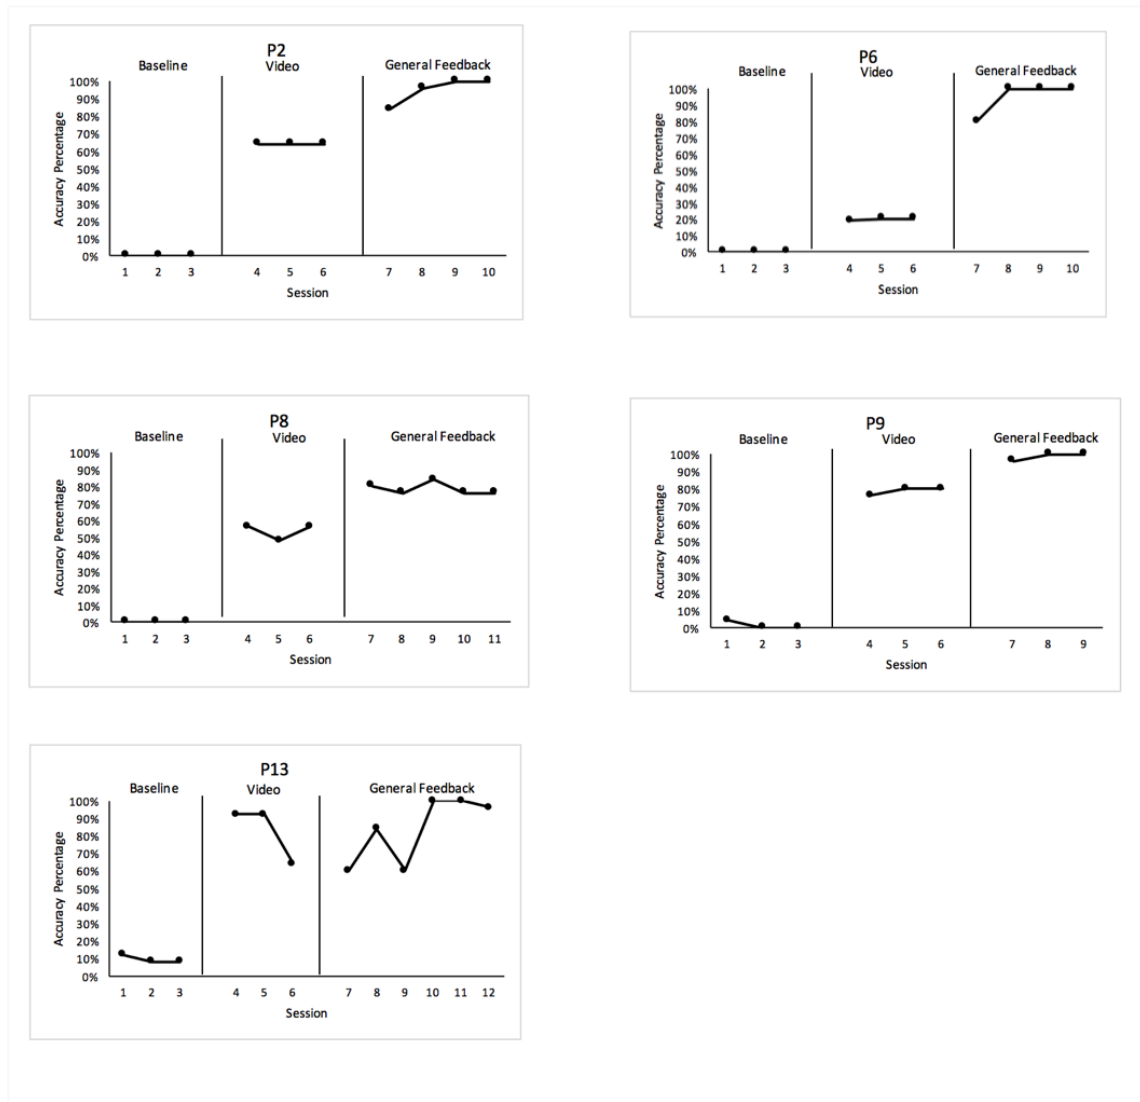 P2
Baseline Video General Feedback
100%
90%
80%
70%
60%
50%
40%
30%
20%
10%
0%
Accuracy Percentage
1 2 3 4 5 6 7 8 9 10
Session
P6
Baseline Video General Feedback
100%
90%
80%
70%
60%
50%
40%
30%
20%
10%
0%
Accuracy Percentage
1 2 3 4 5 6 7 8 9 10
Session
P8
Baseline Video General Feedback
100%
90%
80%
70%
60%
50%
40%
30%
20%
10%
0%
Accuracy Percentage
1 2 3 4 5 6 7 8 9 10 11
Session
P9
Baseline Video General Feedback
100%
90%
80%
70%
60%
50%
40%
30%
20%
10%
0%
Accuracy Percentage
1 2 3 4 5 6 7 8 9
Session
P13
Baseline Video General Feedback
100%
90%
80%
70%
60%
50%
40%
30%
20%
10%
0%
Accuracy Percentage
1 2 3 4 5 6 7 8 9 10 11 12
Session